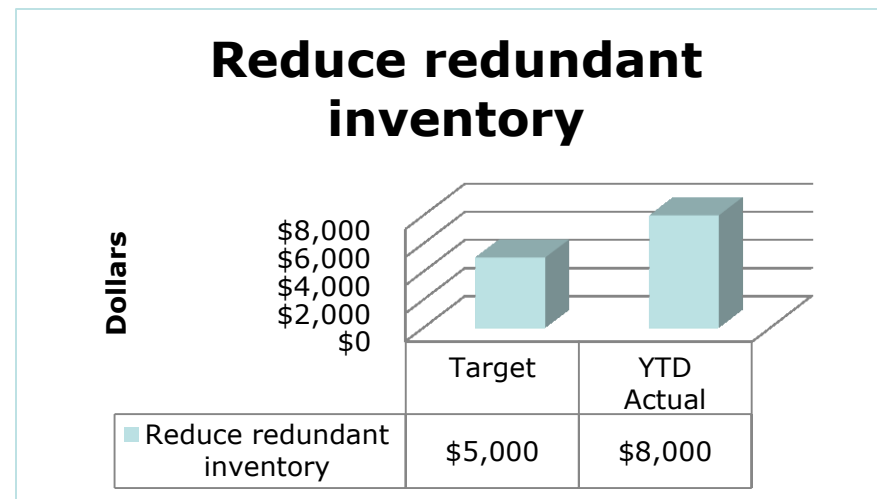 Reduce redundant
inventory
Dollars
$8,000
$6,000
$4,000
$2,000
$0
Target
YTD
Actual
Reduce redundant
inventory
$5,000
$8,000